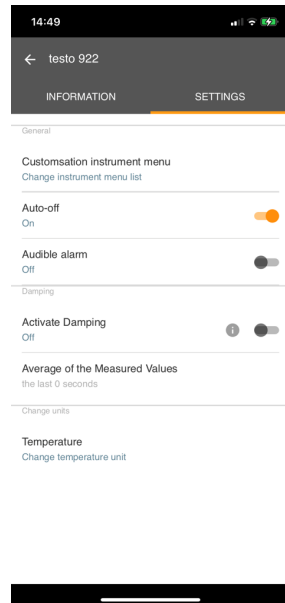 14:49
testo 922
INFORMATION
SETTINGS
General
Customsation instrument menu
Change instrument menu list
Auto-off
On
Audible alarm
Off
Damping
Activate Damping
Off
Average of the Measured Values
the last 0 seconds
Change units
Temperature
Change temperature unit